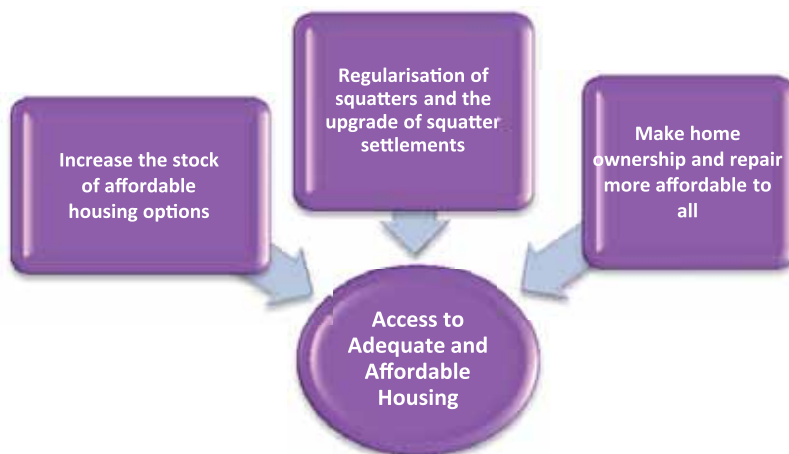 Increase the stock
of affordable
housing options
Regularisation of
squatters and the
upgrade of squatter
settlements
Make home
ownership and repair
more affordable to
all
Access to
Adequate and
Affordable
Housing